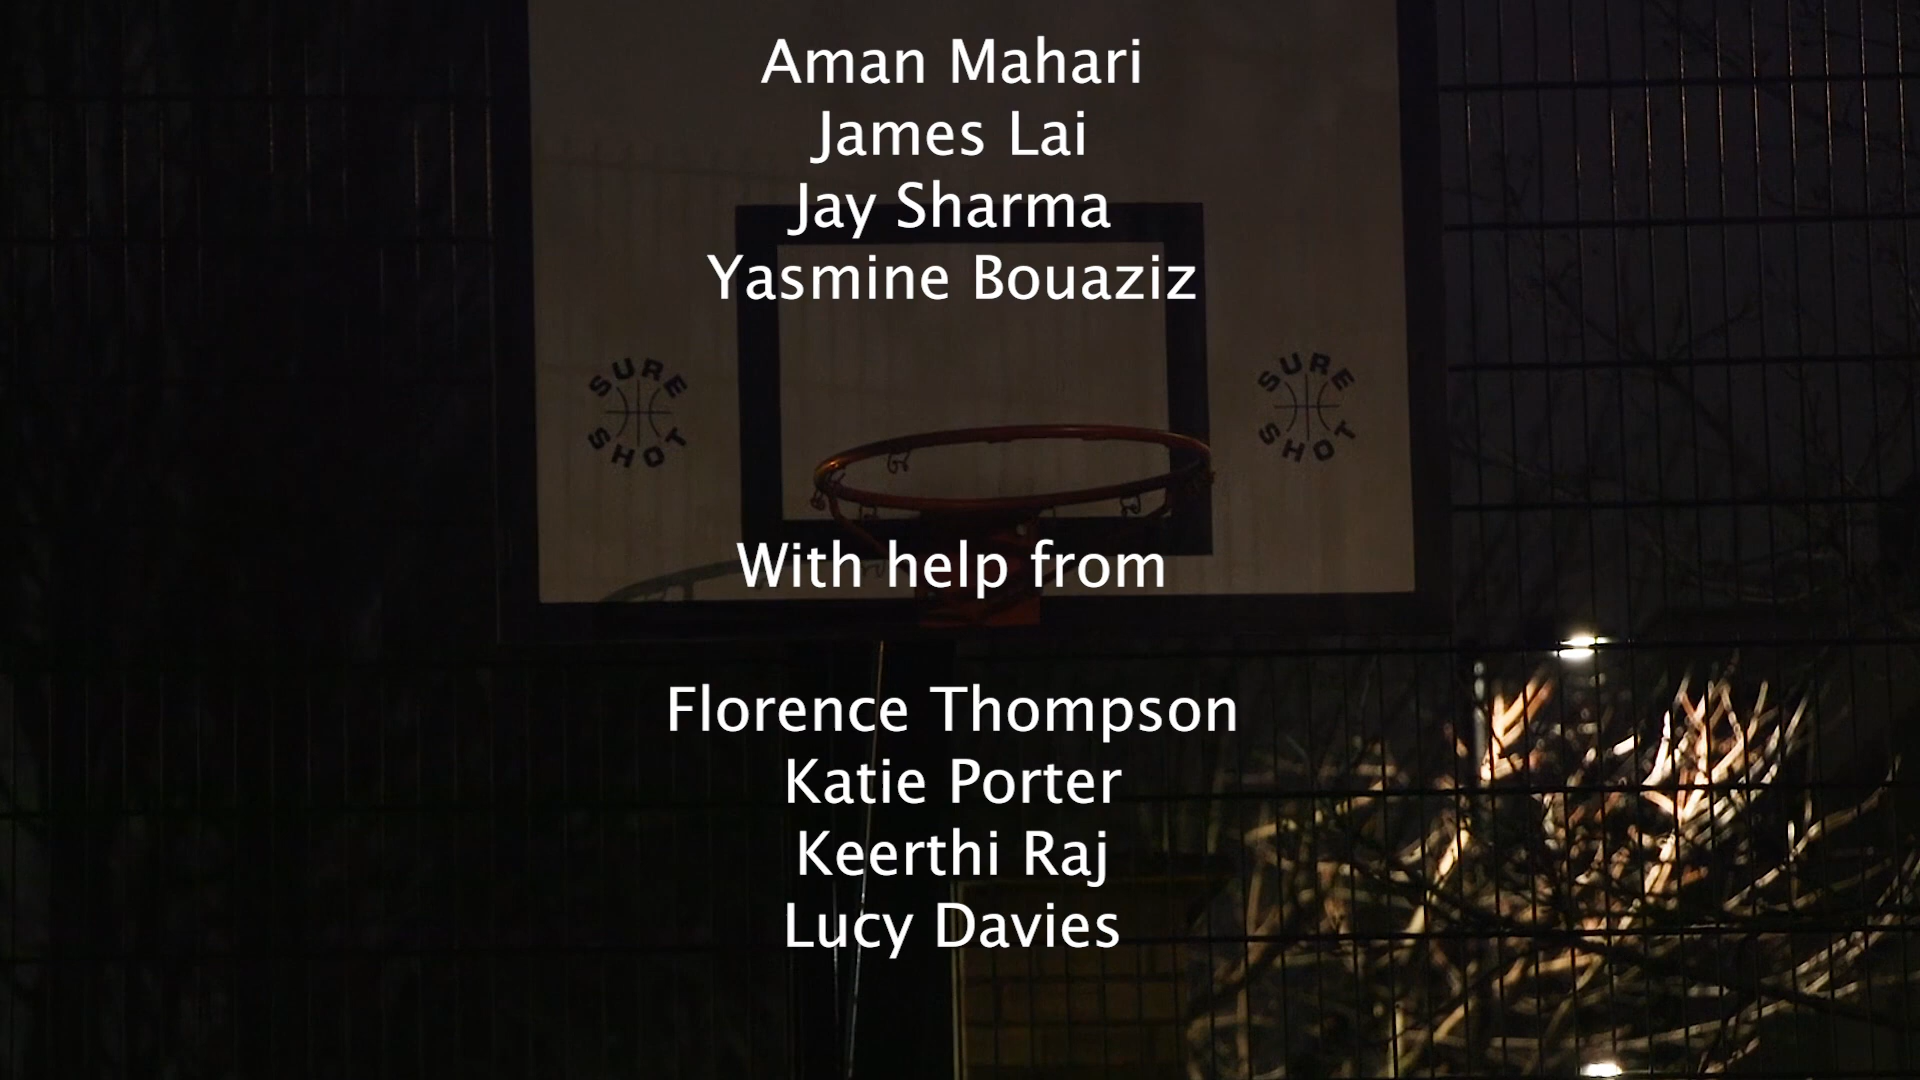 Aman Mahari
James Lai
Jay Sharma
Yasmine Bouaziz
SURE
SHOT
SURE
SHOT
With help from
Florence Thompson
Katie Porter
Keerthi Raj
Lucy Davies